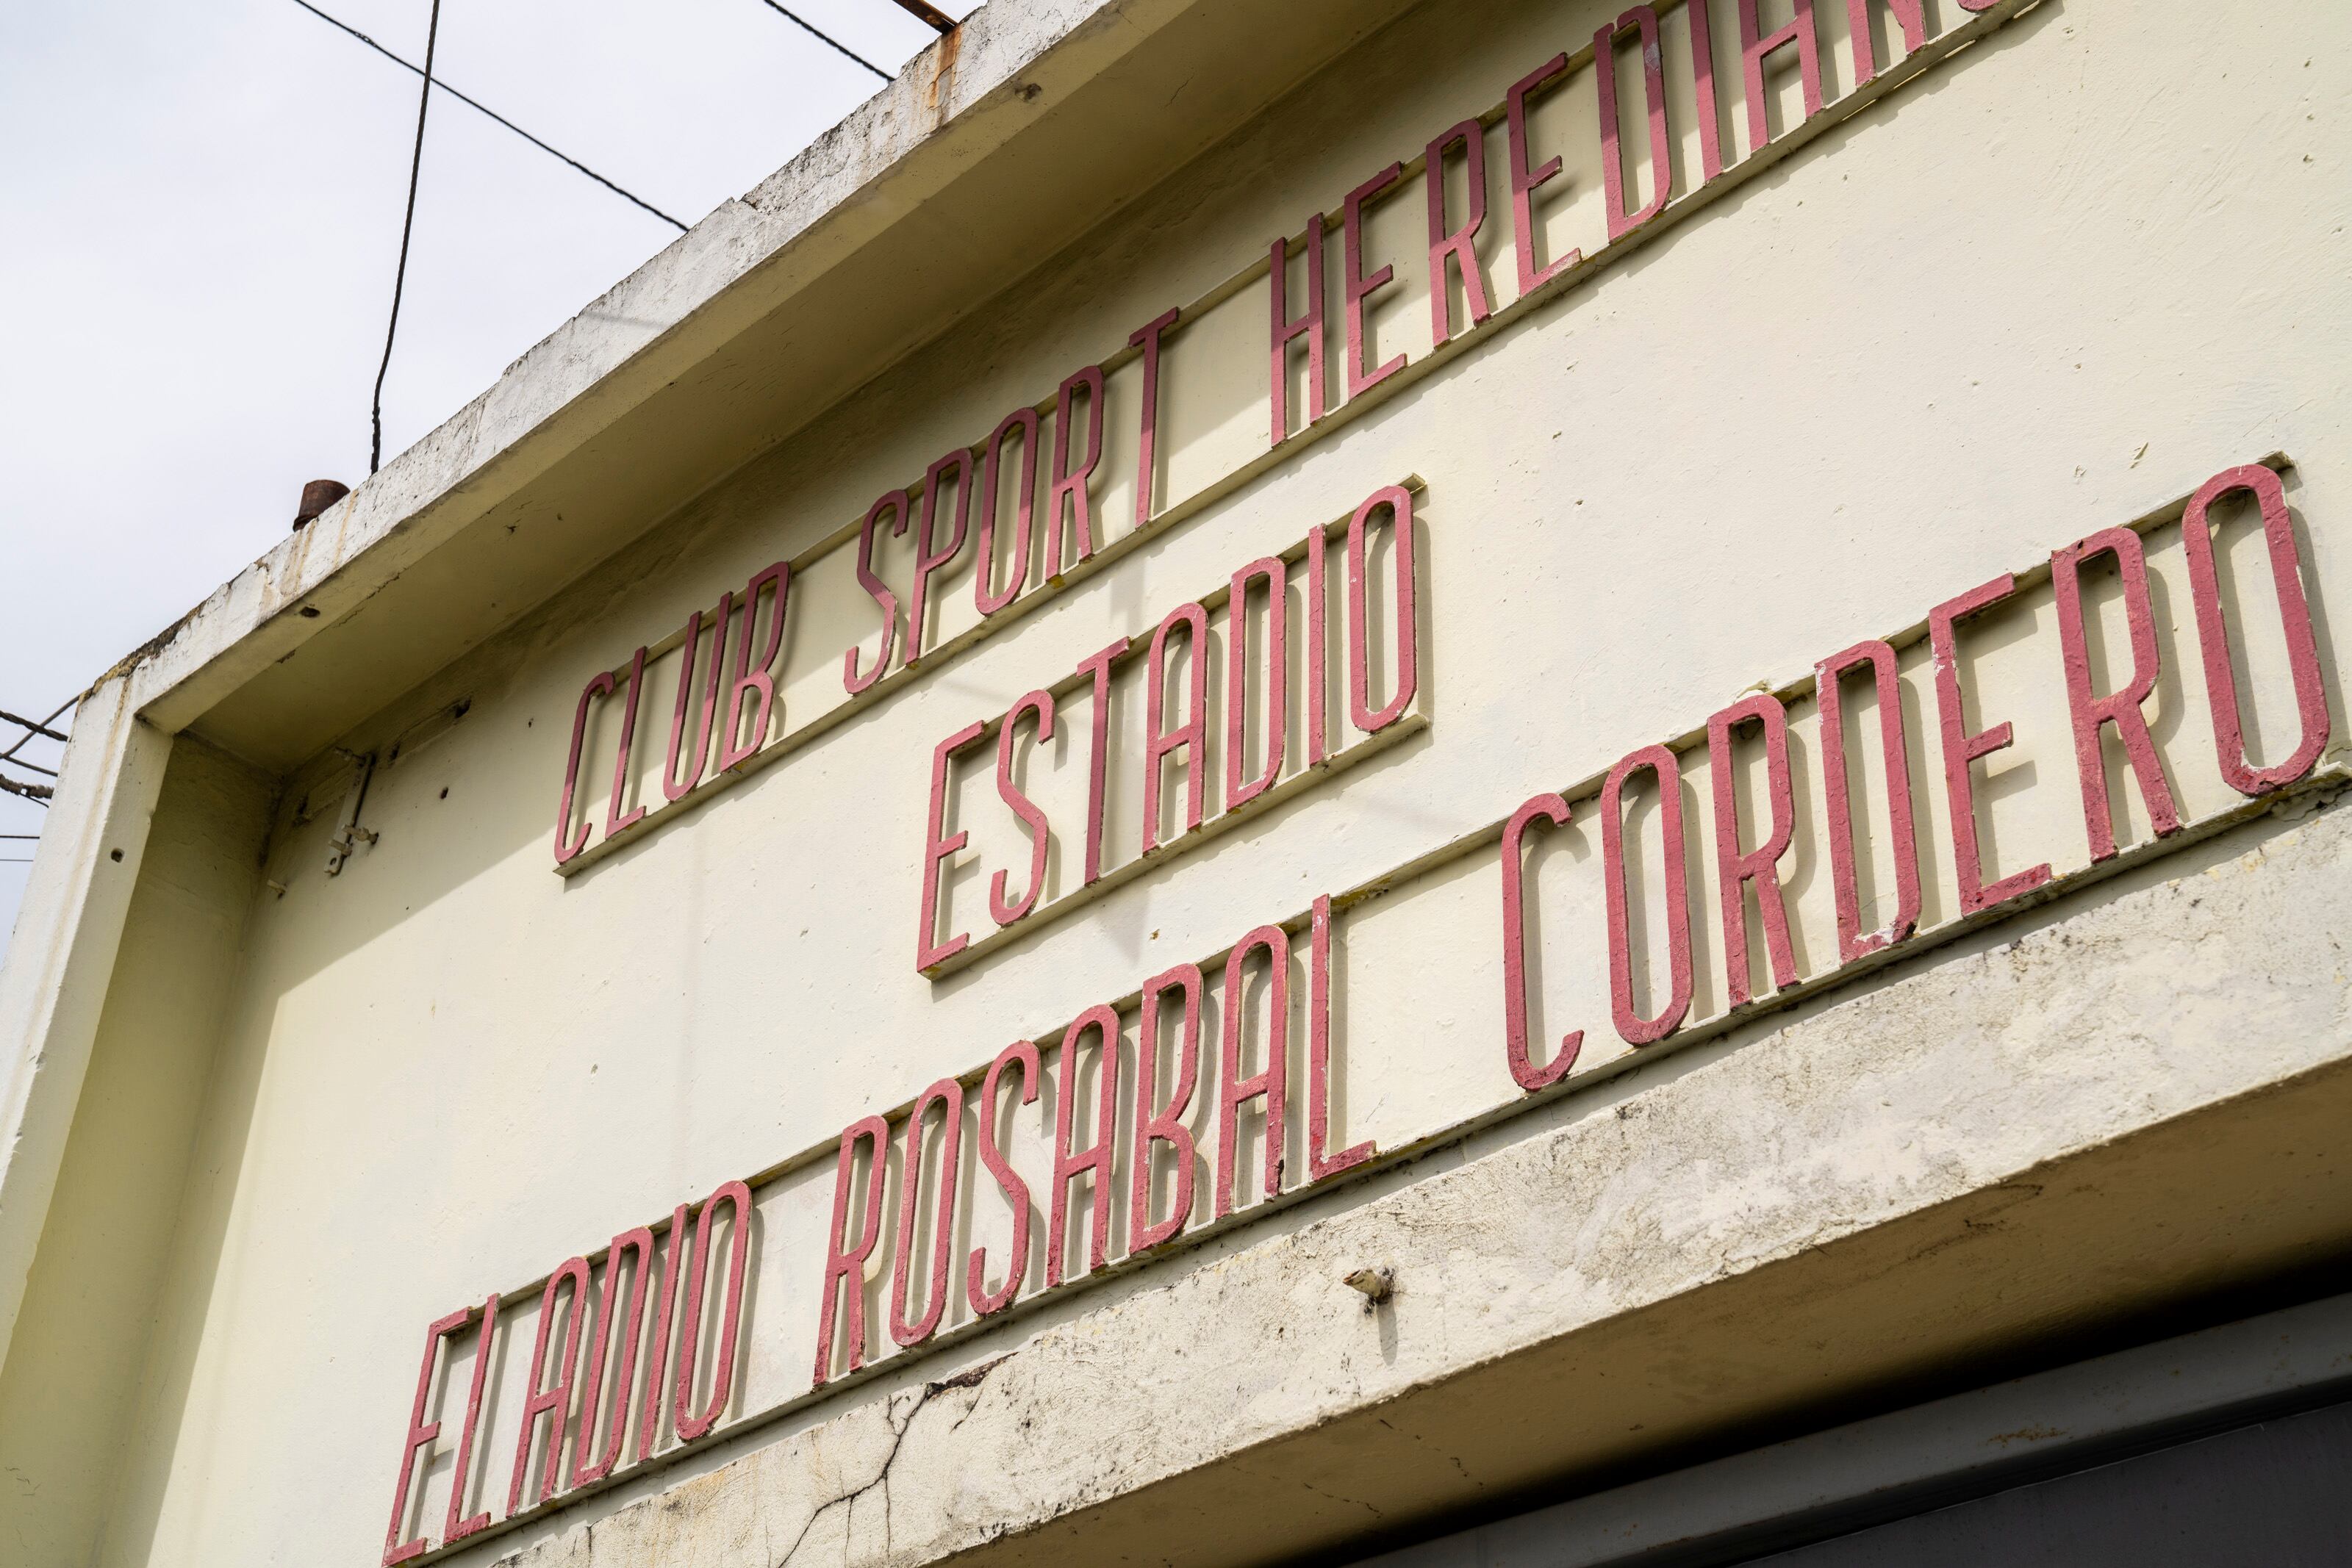 CLUB SPORT HEREDIANO
ESTADIO
ELADIO ROSABAL CORDERO